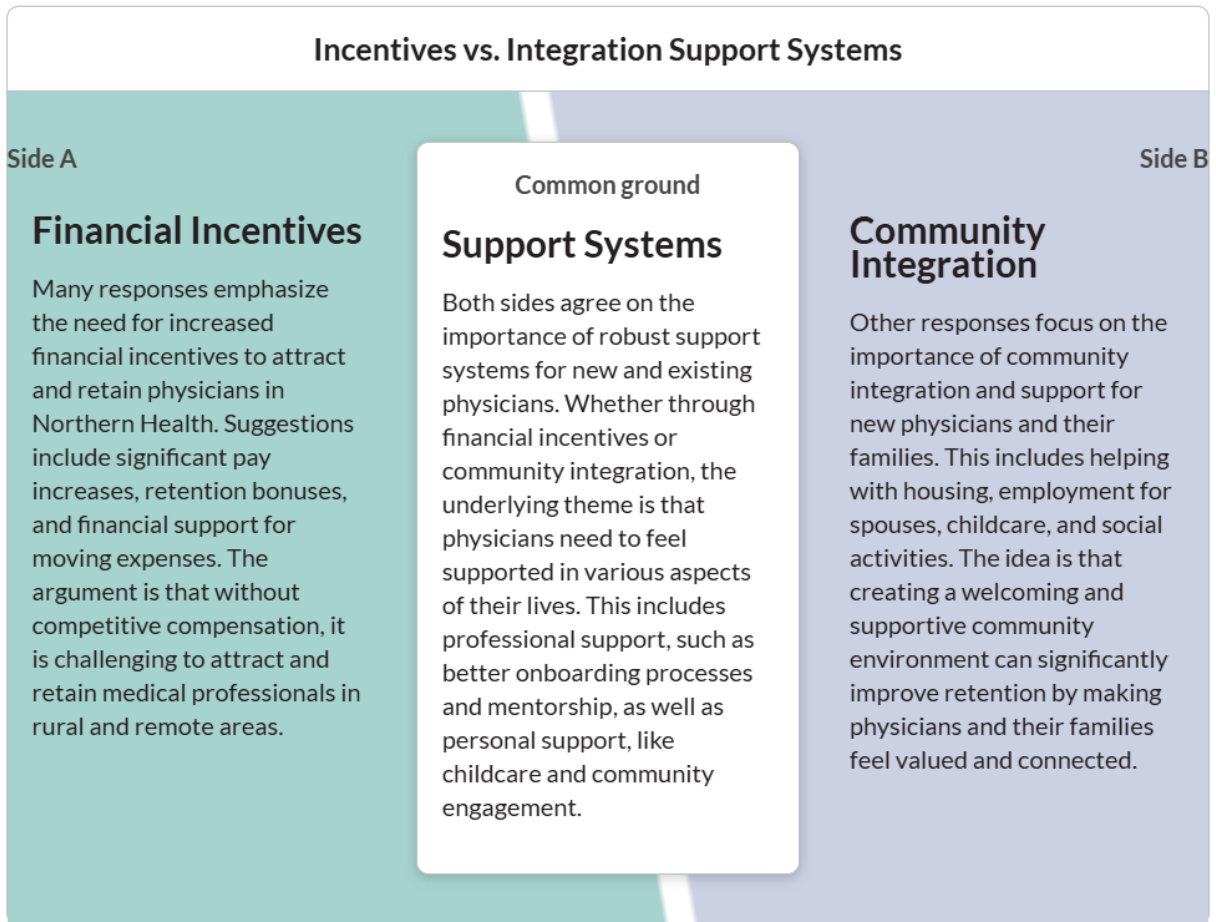 Incentives vs. Integration Support Systems
Side A
Financial Incentives
Many responses emphasize
the need for increased
financial incentives to attract
and retain physicians in
Northern Health. Suggestions
include significant pay
increases, retention bonuses,
and financial support for
moving expenses. The
argument is that without
competitive compensation, it
is challenging to attract and
retain medical professionals in
rural and remote areas.
Common ground
Support Systems
Both sides agree on the
importance of robust support
systems for new and existing
physicians. Whether through
financial incentives or
community integration, the
underlying theme is that
physicians need to feel
supported in various aspects
of their lives. This includes
professional support, such as
better onboarding processes
and mentorship, as well as
personal support, like
childcare and community
engagement.
Side B
Community
Integration
Other responses focus on the
importance of community
integration and support for
new physicians and their
families. This includes helping
with housing, employment for
spouses, childcare, and social
activities. The idea is that
creating a welcoming and
supportive community
environment can significantly
improve retention by making
physicians and their families
feel valued and connected.